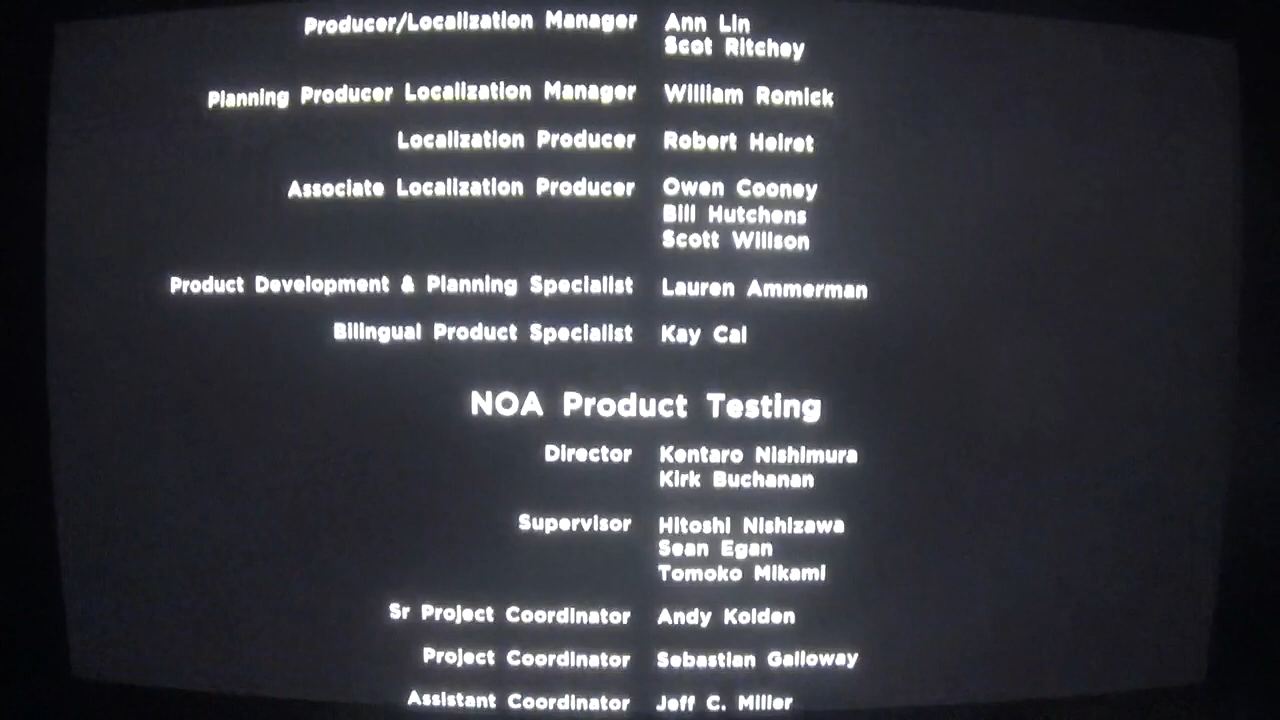 Producer/Localization Manager Ann Lin
Scot Ritchey
Planning Producer Localization Manager William Romick
Localization Producer Robert Heiret
Associate Localization Producer Owen Cooney
Bill Hutchens
Scott Willson
Product Development & Planning Specialist Lauren Ammerman
Bilingual Product Specialist Kay Cal
NOA Product Testing
Director Kentaro Nishimura
Kirk Buchanan
Supervisor Hitoshi Nishizawa
Sean Egan
Tomoko Mikami
Sr Project Coordinator Andy Kolden
Project Coordinator Sebastian Galloway
Assistant Coordinator Jeff C. Miller